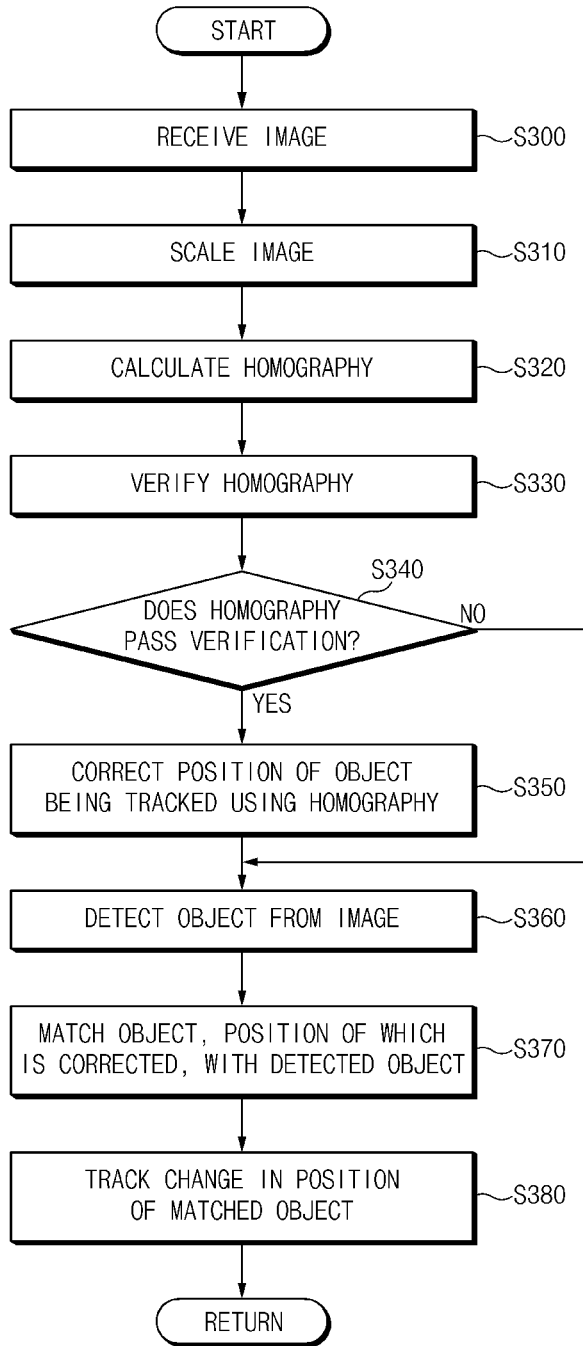 START
RECEIVE IMAGE
S300
SCALE IMAGE
S310
CALCULATE HOMOGRAPHY
S320
VERIFY HOMOGRAPHY
S330
S340
DOES HOMOGRAPHY
PASS VERIFICATION?
NO
YES
CORRECT POSITION OF OBJECT
BEING TRACKED USING HOMOGRAPHY
S350
DETECT OBJECT FROM IMAGE
S360
MATCH OBJECT, POSITION OF WHICH
IS CORRECTED, WITH DETECTED OBJECT
S370
TRACK CHANGE IN POSITION
OF MATCHED OBJECT
S380
RETURN